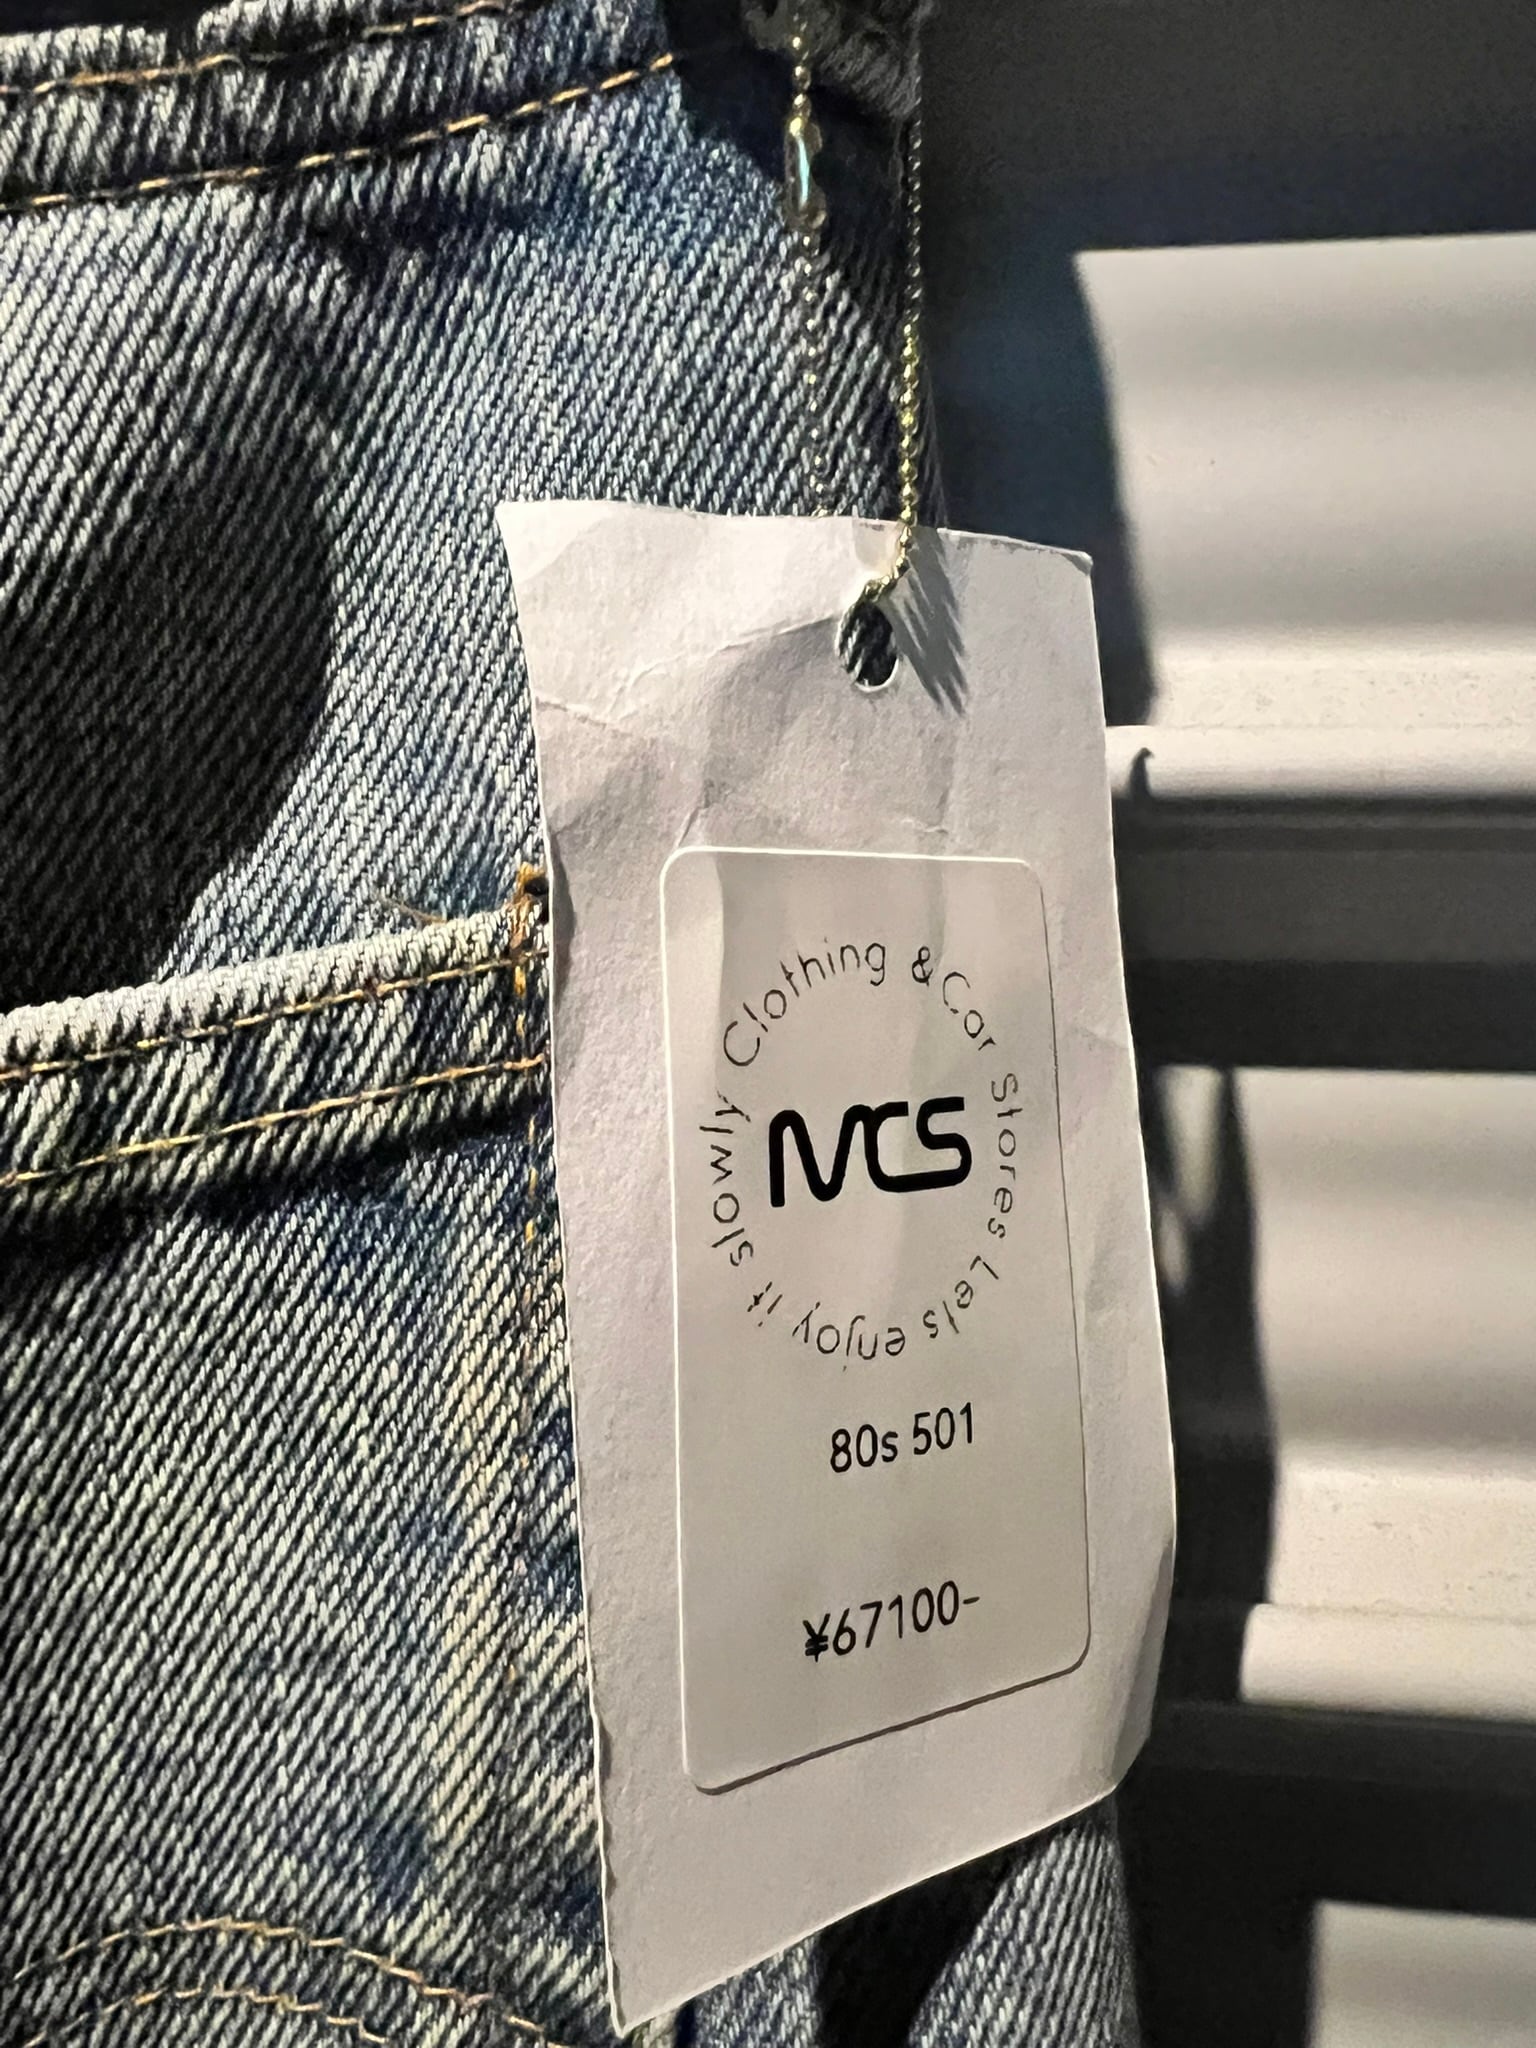 Clothing & Car Stores Let's enjoy it slowly
MCS
80s 501
¥67100-